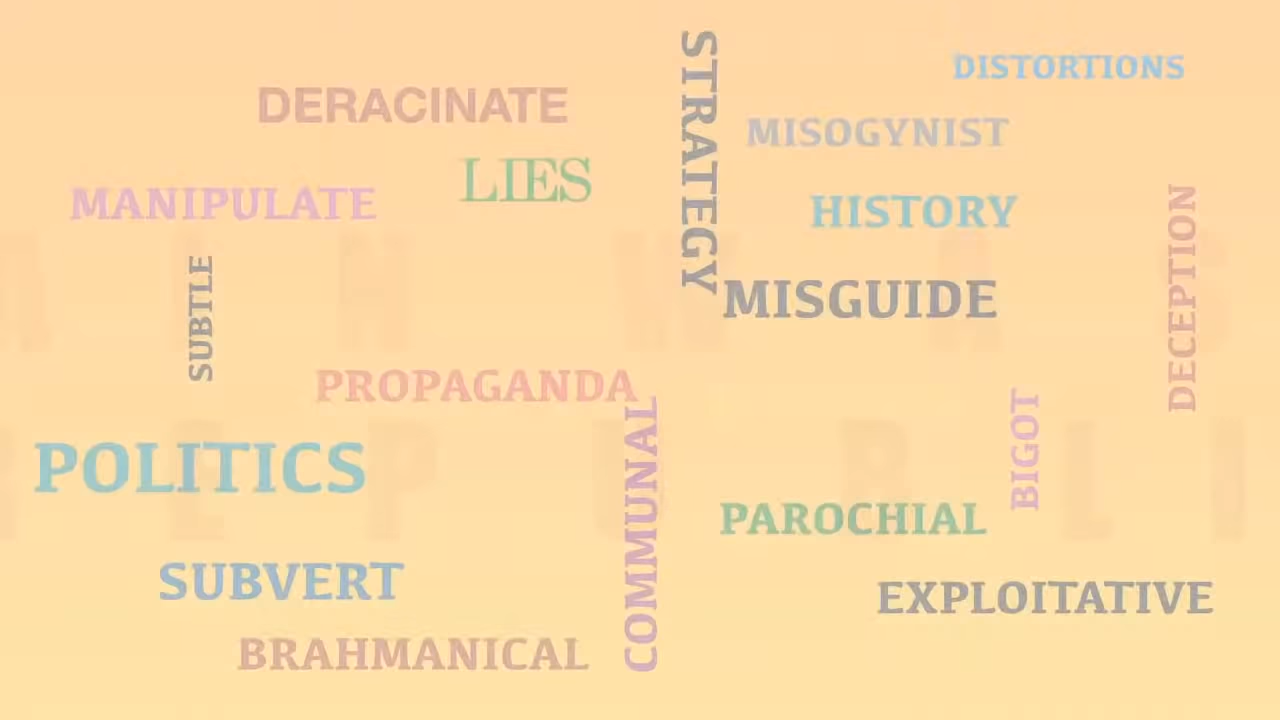 STRATEGY
DISTORTIONS
DERACINATE
MISOGYNIST
LIES
MANIPULATE
HISTORY
DECEPTION
SUBTLE
MISGUIDE
PROPAGANDA
BIGOT
COMMUNAL
POLITICS
PAROCHIAL
SUBVERT
EXPLOITATIVE
BRAHMANICAL